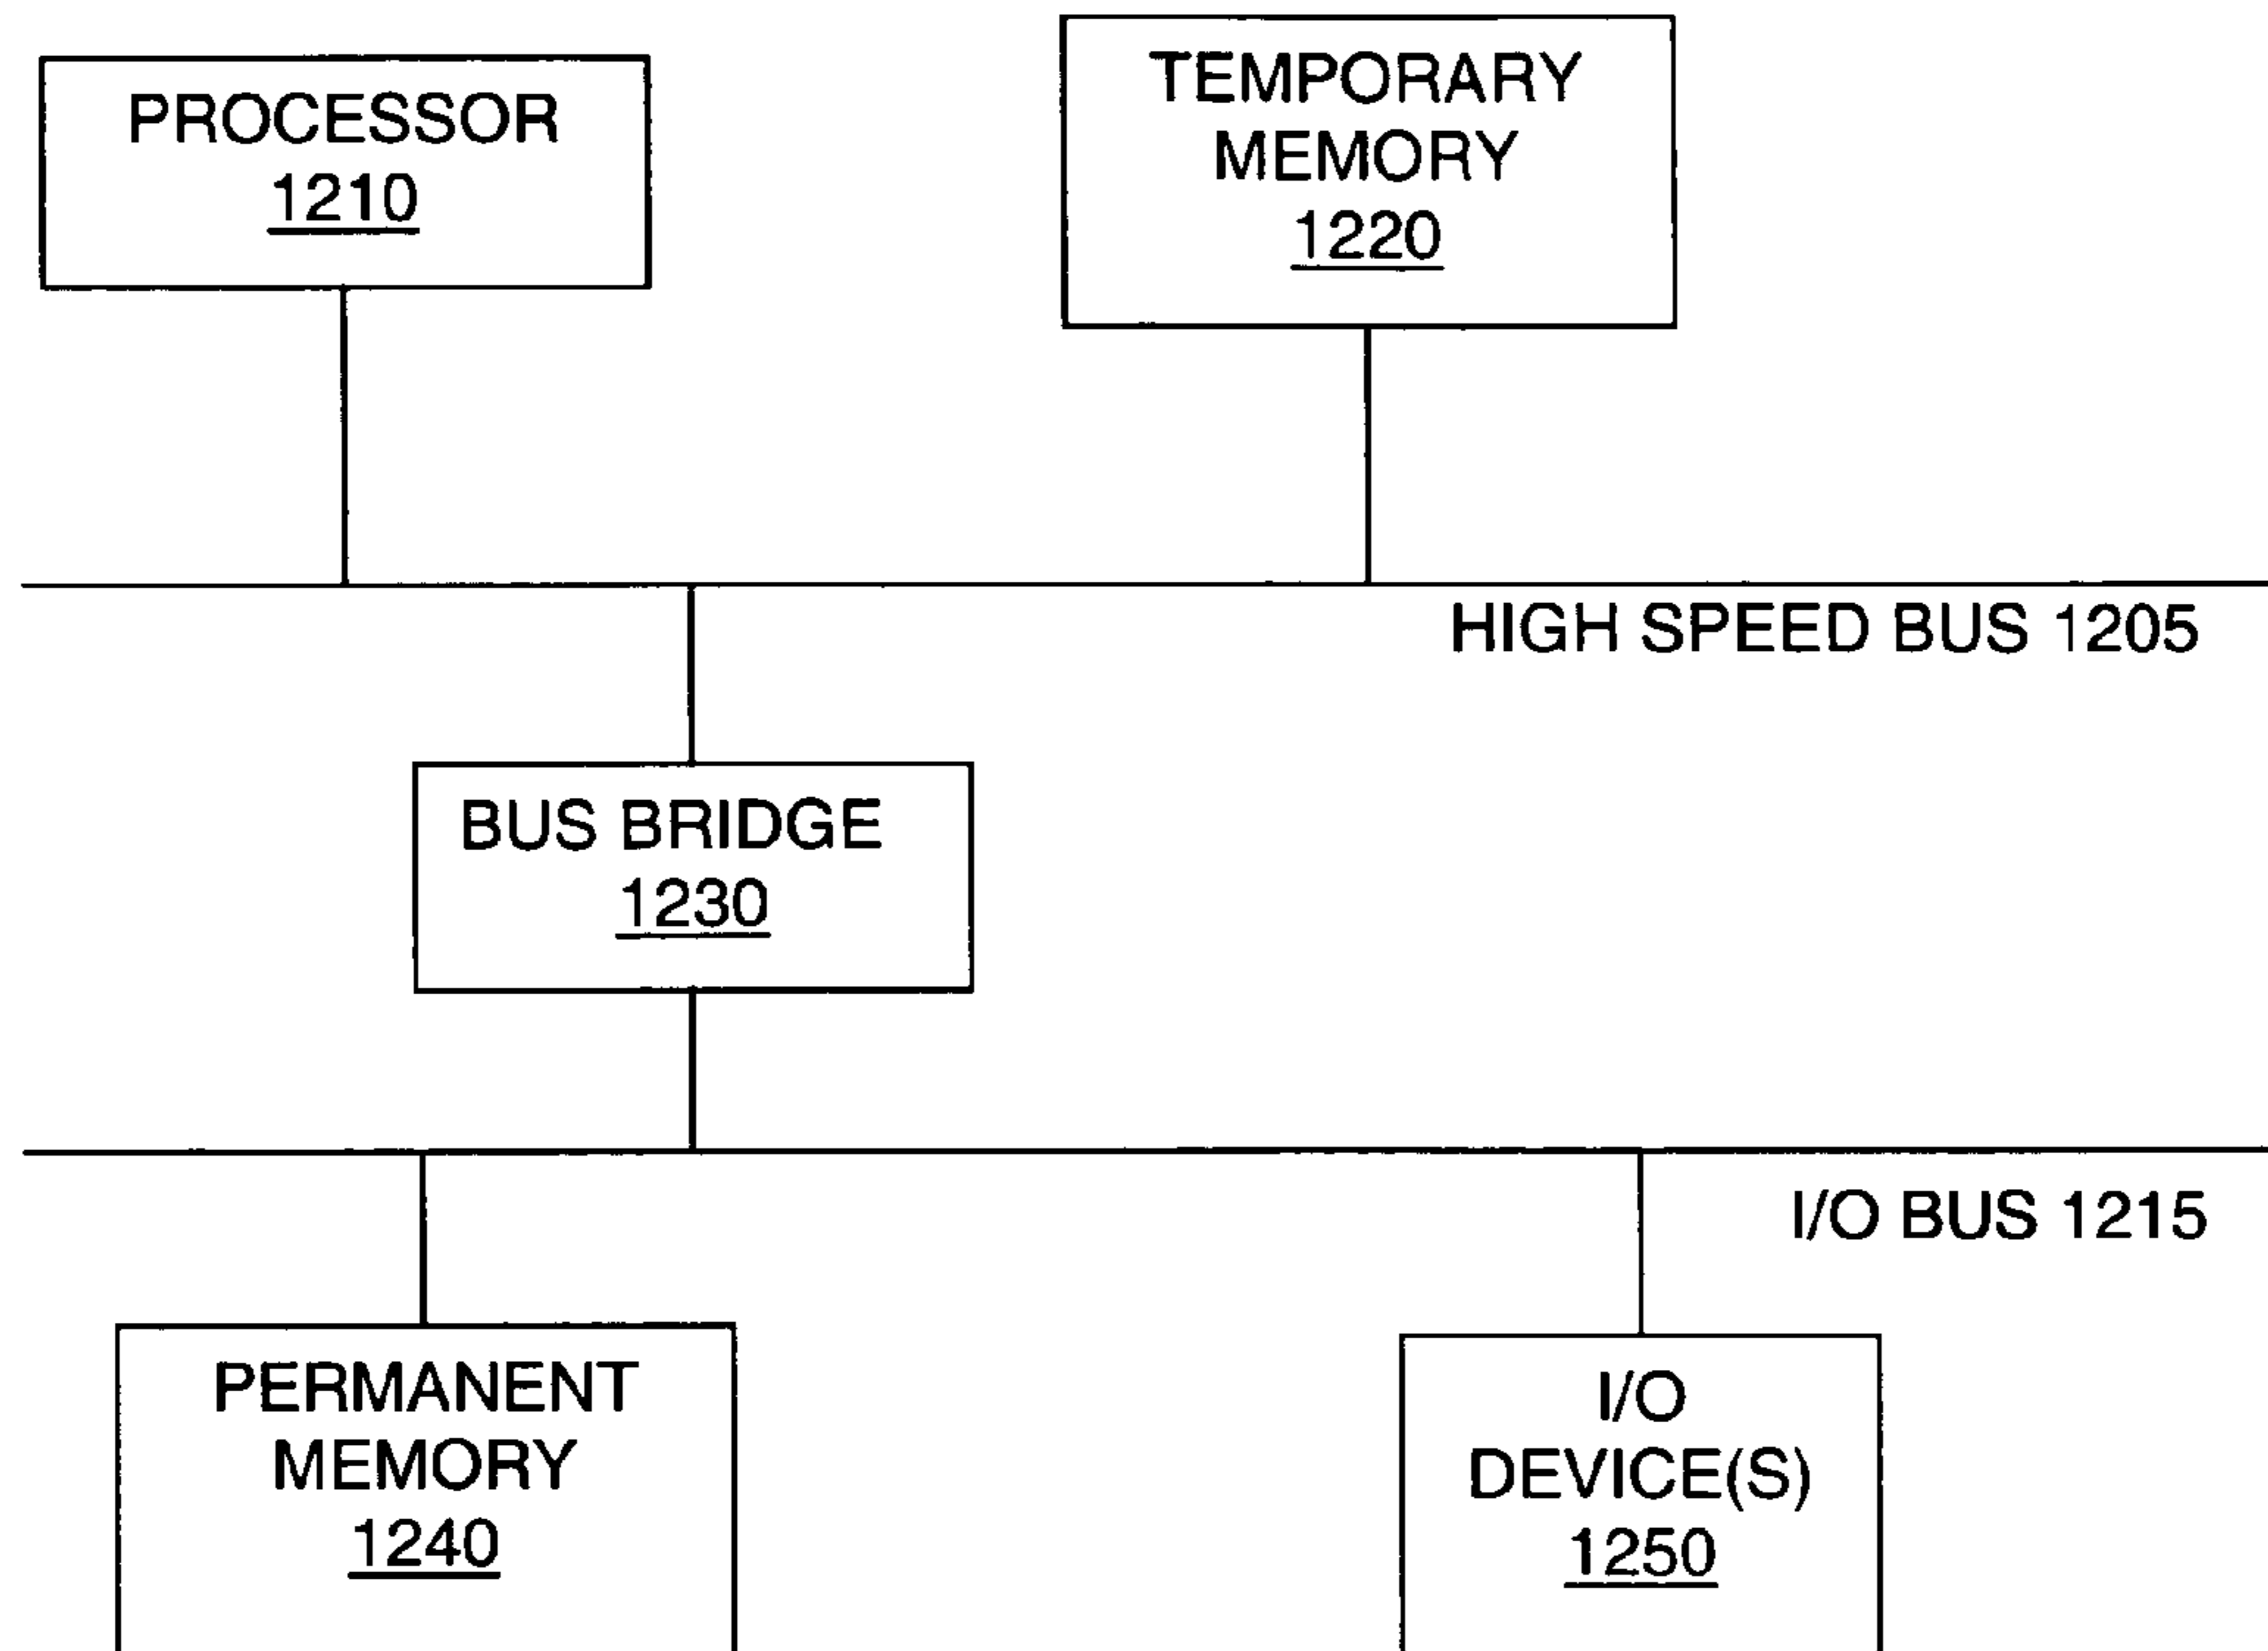 PROCESSOR
1210
TEMPORARY
MEMORY
1220
HIGH SPEED BUS 1205
BUS BRIDGE
1230
I/O BUS 1215
PERMANENT
MEMORY
1240
I/O
DEVICE(S)
1250